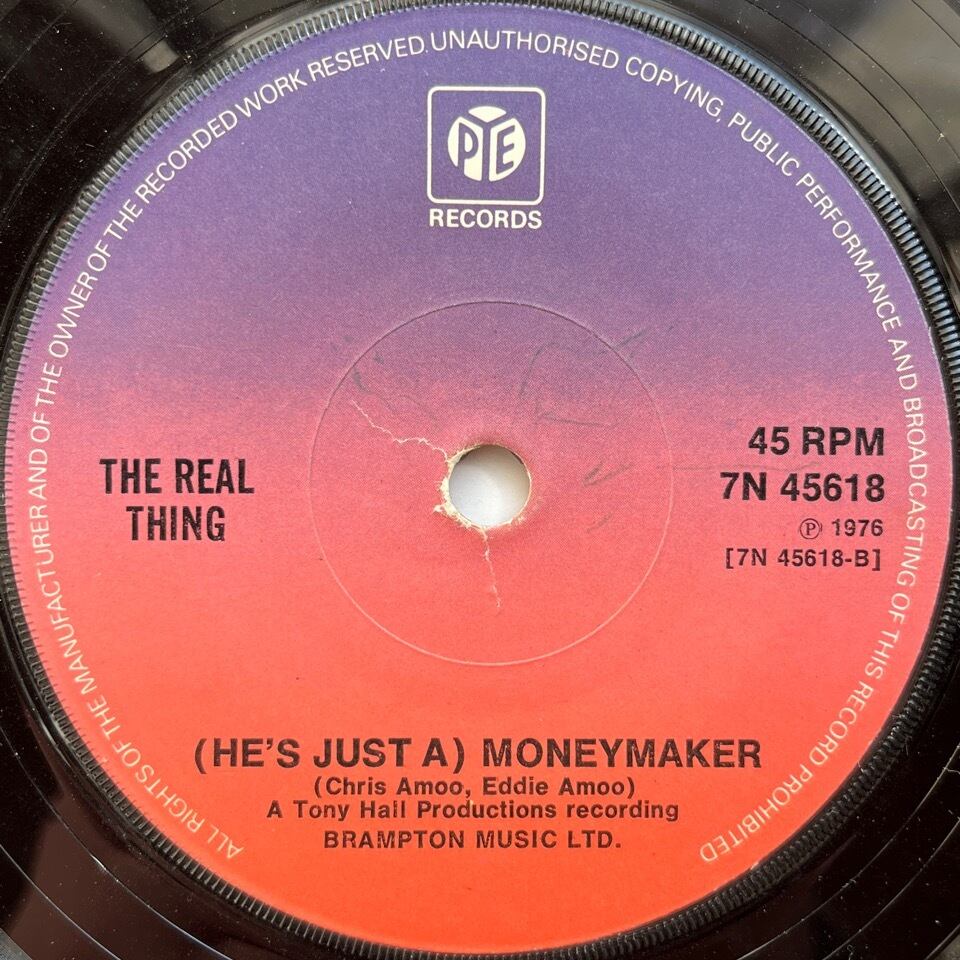 ALL RIGHTS OF THE MANUFACTURER AND OF THE OWNER OF THE RECORDED WORK RESERVED. UNAUTHORISED COPYING, PUBLIC PERFORMANCE AND BROADCASTING OF THIS RECORD PROHIBITED
PYE
RECORDS
THE REAL
THING
45 RPM
7N 45618
℗ 1976
[7N 45618-B]
(HE'S JUST A) MONEYMAKER
(Chris Amoo, Eddie Amoo)
A Tony Hall Productions recording
BRAMPTON MUSIC LTD.